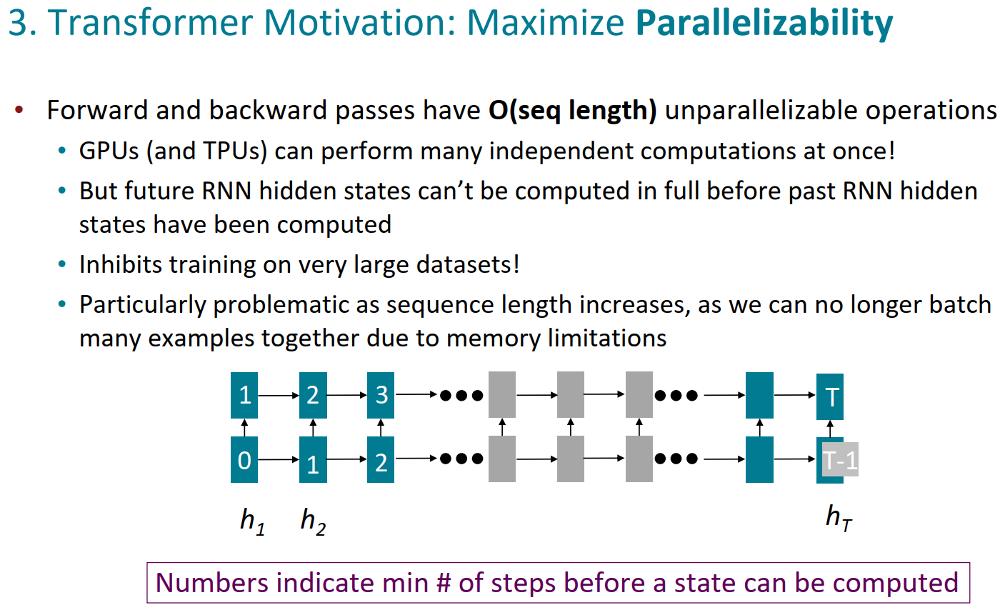 3. Transformer Motivation: Maximize Parallelizability
• Forward and backward passes have O(seq length) unparallelizable operations
• GPUs (and TPUs) can perform many independent computations at once!
• But future RNN hidden states can’t be computed in full before past RNN hidden
states have been computed
• Inhibits training on very large datasets!
• Particularly problematic as sequence length increases, as we can no longer batch
many examples together due to memory limitations
1 2 3 T
0 1 2 T-1
h1 h2 hT
Numbers indicate min # of steps before a state can be computed